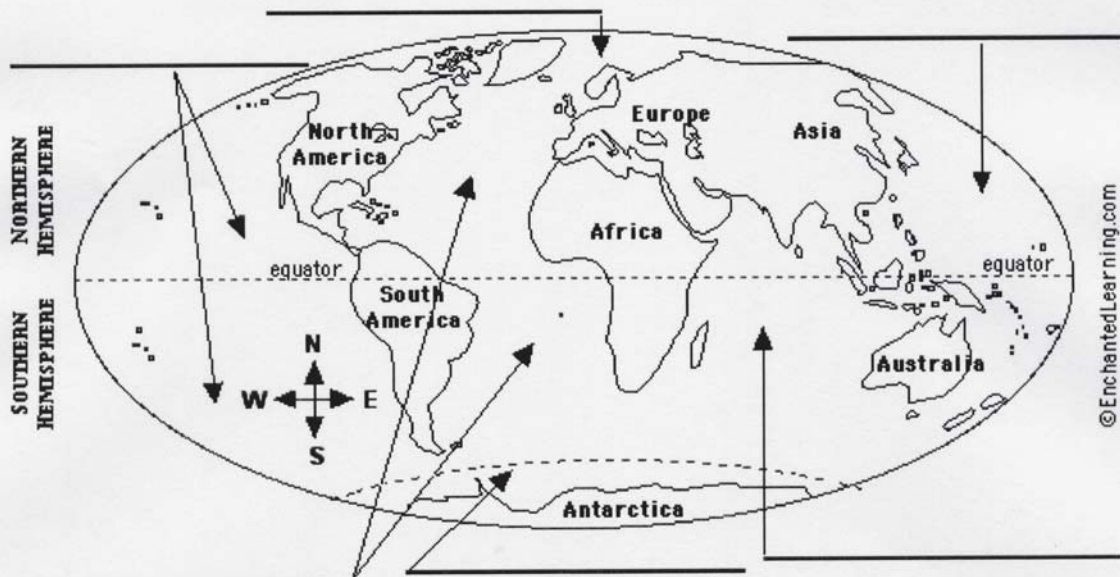 NORTHERN
HEMISPHERE
SOUTHERN
HEMISPHERE
North
America
Europe
Asia
Africa
equator
equator
South
America
Australia
N
W E
S
Antarctica
©EnchantedLearning.com